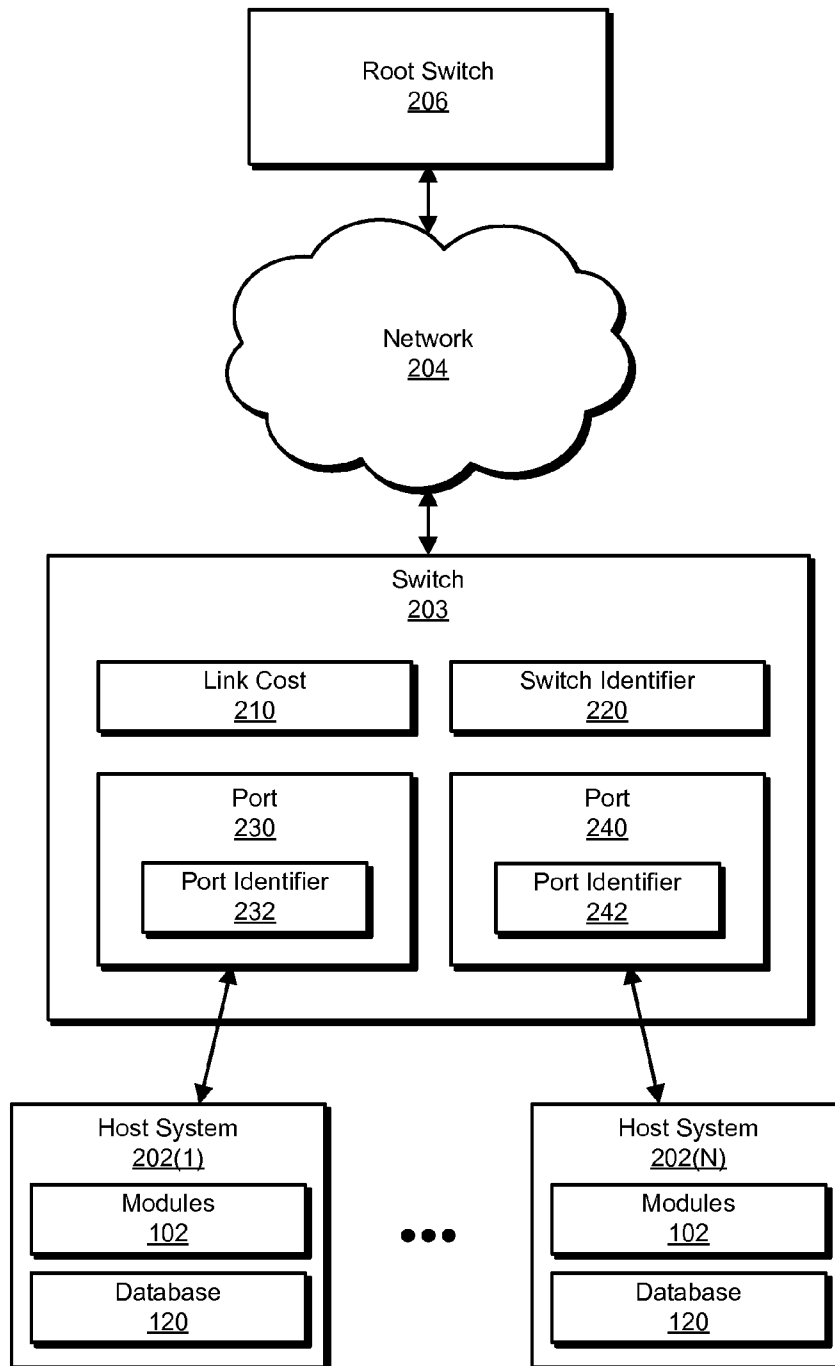 Root Switch
206
Network
204
Switch
203
Link Cost
210
Switch Identifier
220
Port
230
Port Identifier
232
Port
240
Port Identifier
242
Host System
202(1)
Modules
102
Database
120
Host System
202(N)
Modules
102
Database
120